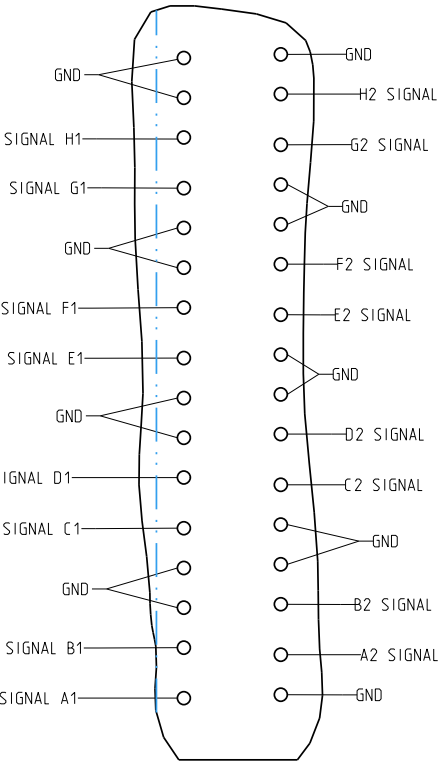 GND
GND
H2 SIGNAL
SIGNAL H1
G2 SIGNAL
SIGNAL G1
GND
GND
F2 SIGNAL
SIGNAL F1
E2 SIGNAL
SIGNAL E1
GND
GND
D2 SIGNAL
IGNAL D1
C2 SIGNAL
SIGNAL C1
GND
GND
B2 SIGNAL
SIGNAL B1
A2 SIGNAL
SIGNAL A1
GND